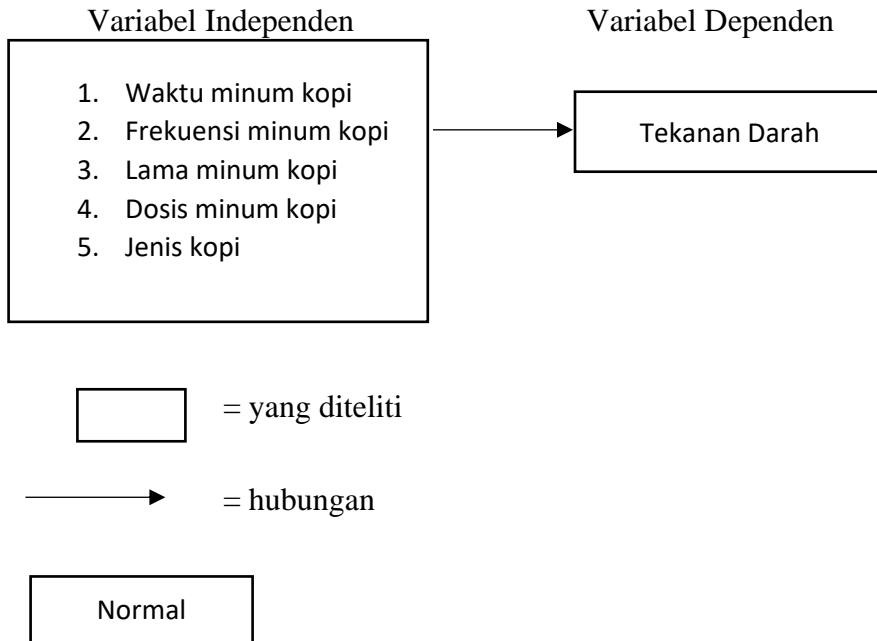 Variabel Independen
Variabel Dependen
1. Waktu minum kopi
2. Frekuensi minum kopi
3. Lama minum kopi
4. Dosis minum kopi
5. Jenis kopi
Tekanan Darah
= yang diteliti
= hubungan
Normal